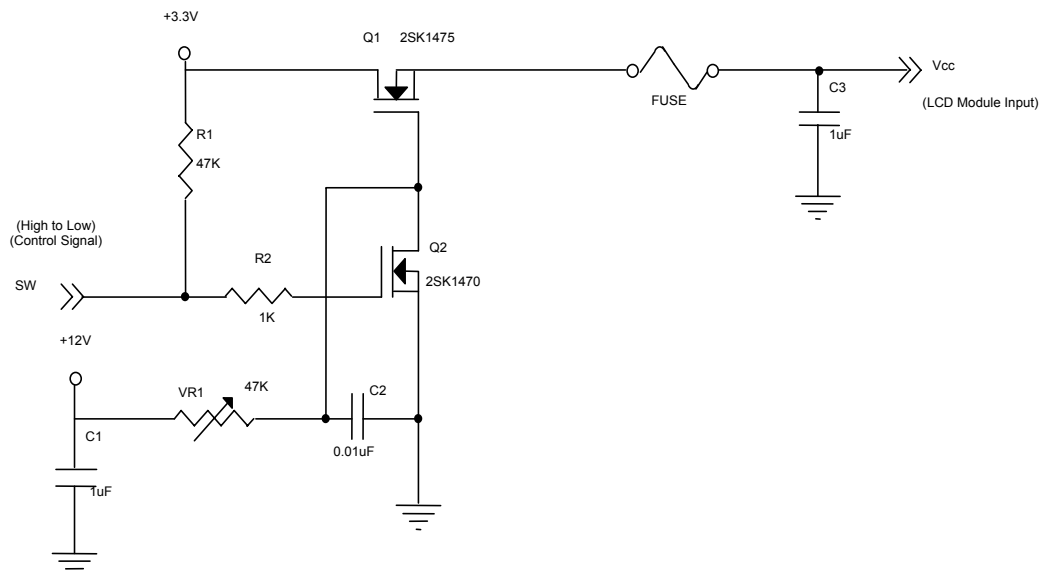 +3.3V
Q1 2SK1475
Vcc
FUSE
C3
(LCD Module Input)
R1
1uF
47K
(High to Low)
(Control Signal)
Q2
R2
SW
2SK1470
1K
+12V
VR1
47K
C2
C1
0.01uF
1uF